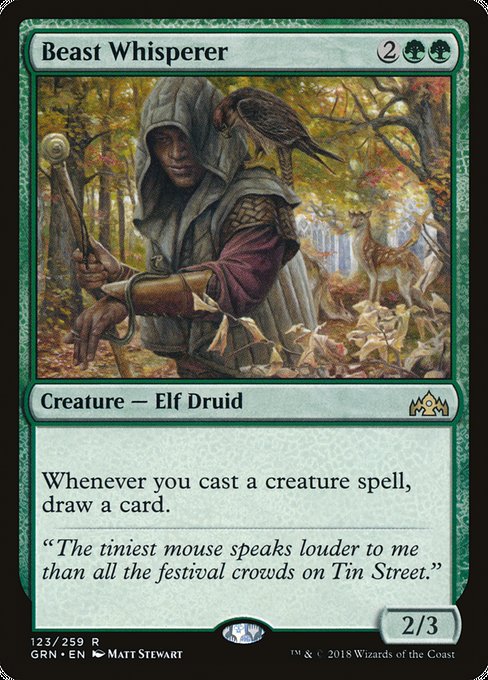 Beast Whisperer 2
Creature — Elf Druid
Whenever you cast a creature spell,
draw a card.
“The tiniest mouse speaks louder to me
than all the festival crowds on Tin Street.”
2/3
123/259 R
GRN • EN Matt Stewart
™ & © 2018 Wizards of the Coast